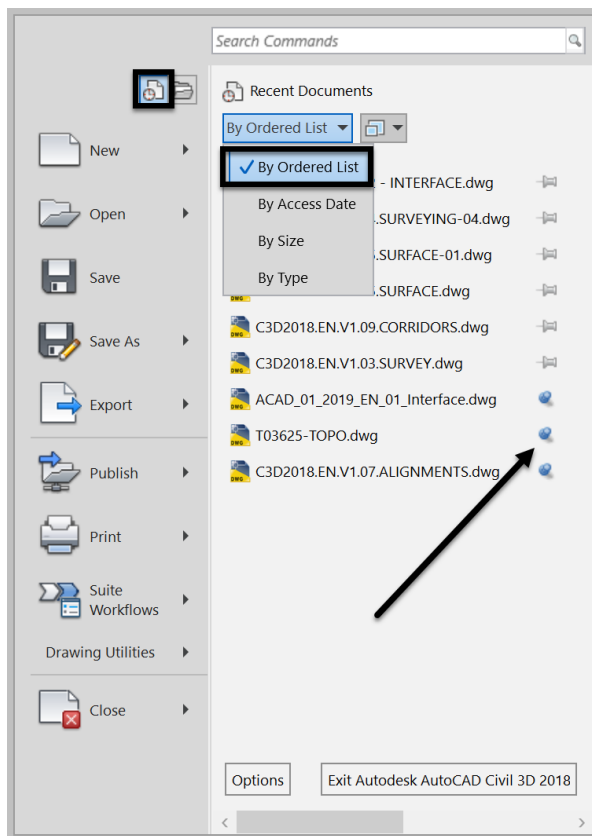 Search Commands
Recent Documents
By Ordered List
By Ordered List
By Access Date
By Size
By Type
- INTERFACE.dwg
.SURVEYING-04.dwg
.SURFACE-01.dwg
.SURFACE.dwg
C3D2018.EN.V1.09.CORRIDORS.dwg
C3D2018.EN.V1.03.SURVEY.dwg
ACAD_01_2019_EN_01_Interface.dwg
T03625-TOPO.dwg
C3D2018.EN.V1.07.ALIGNMENTS.dwg
New
Open
Save
Save As
Export
Publish
Print
Suite
Workflows
Drawing Utilities
Close
Options
Exit Autodesk AutoCAD Civil 3D 2018